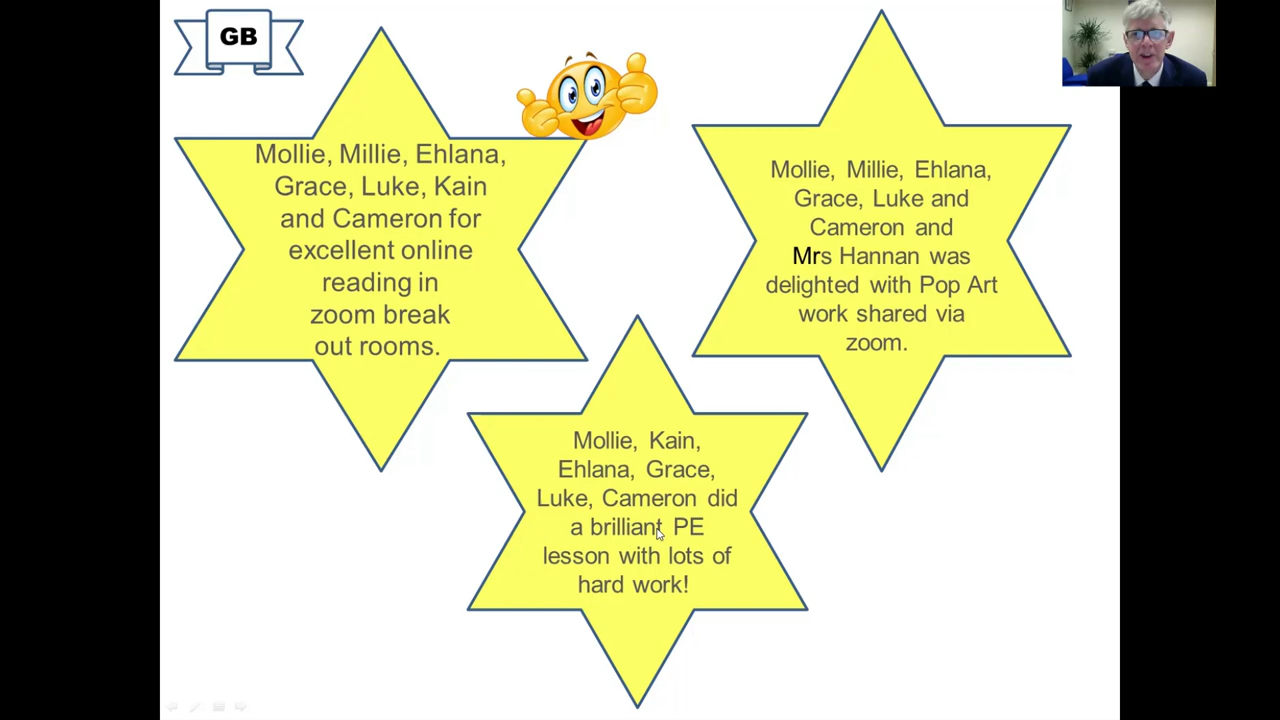 GB
Mollie, Millie, Ehlana,
Grace, Luke, Kain
and Cameron for
excellent online
reading in
zoom break
out rooms.
Mollie, Millie, Ehlana,
Grace, Luke and
Cameron and
Mrs Hannan was
delighted with Pop Art
work shared via
zoom.
Mollie, Kain,
Ehlana, Grace,
Luke, Cameron did
a brilliant PE
lesson with lots of
hard work!